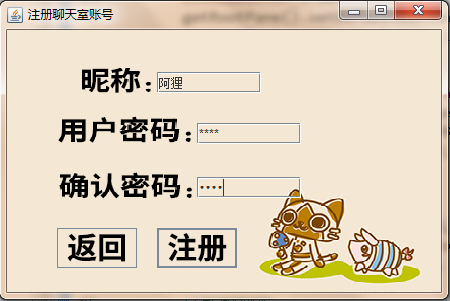 注册聊天室账号
昵称: 阿狸
用户密码: ****
确认密码: ••••
返回 注册